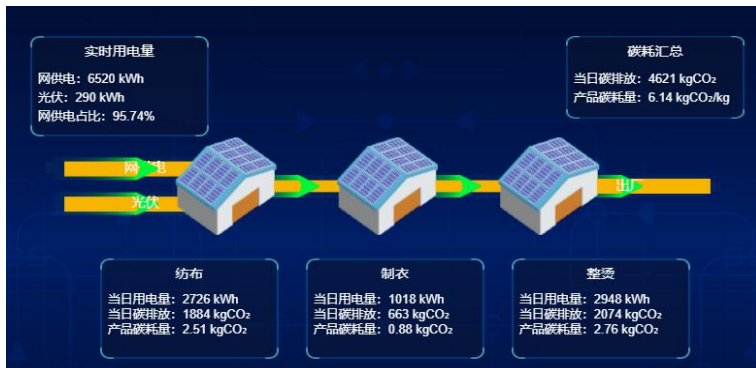 实时用电量
网供电：6520 kWh
光伏：290 kWh
网供电占比：95.74%
碳耗汇总
当日碳排放：4621 kgCO₂
产品碳耗量：6.14 kgCO₂/kg
网供电
光伏
出厂
纺布
当日用电量：2726 kWh
当日碳排放：1884 kgCO₂
产品碳耗量：2.51 kgCO₂
制衣
当日用电量：1018 kWh
当日碳排放：663 kgCO₂
产品碳耗量：0.88 kgCO₂
整烫
当日用电量：2948 kWh
当日碳排放：2074 kgCO₂
产品碳耗量：2.76 kgCO₂